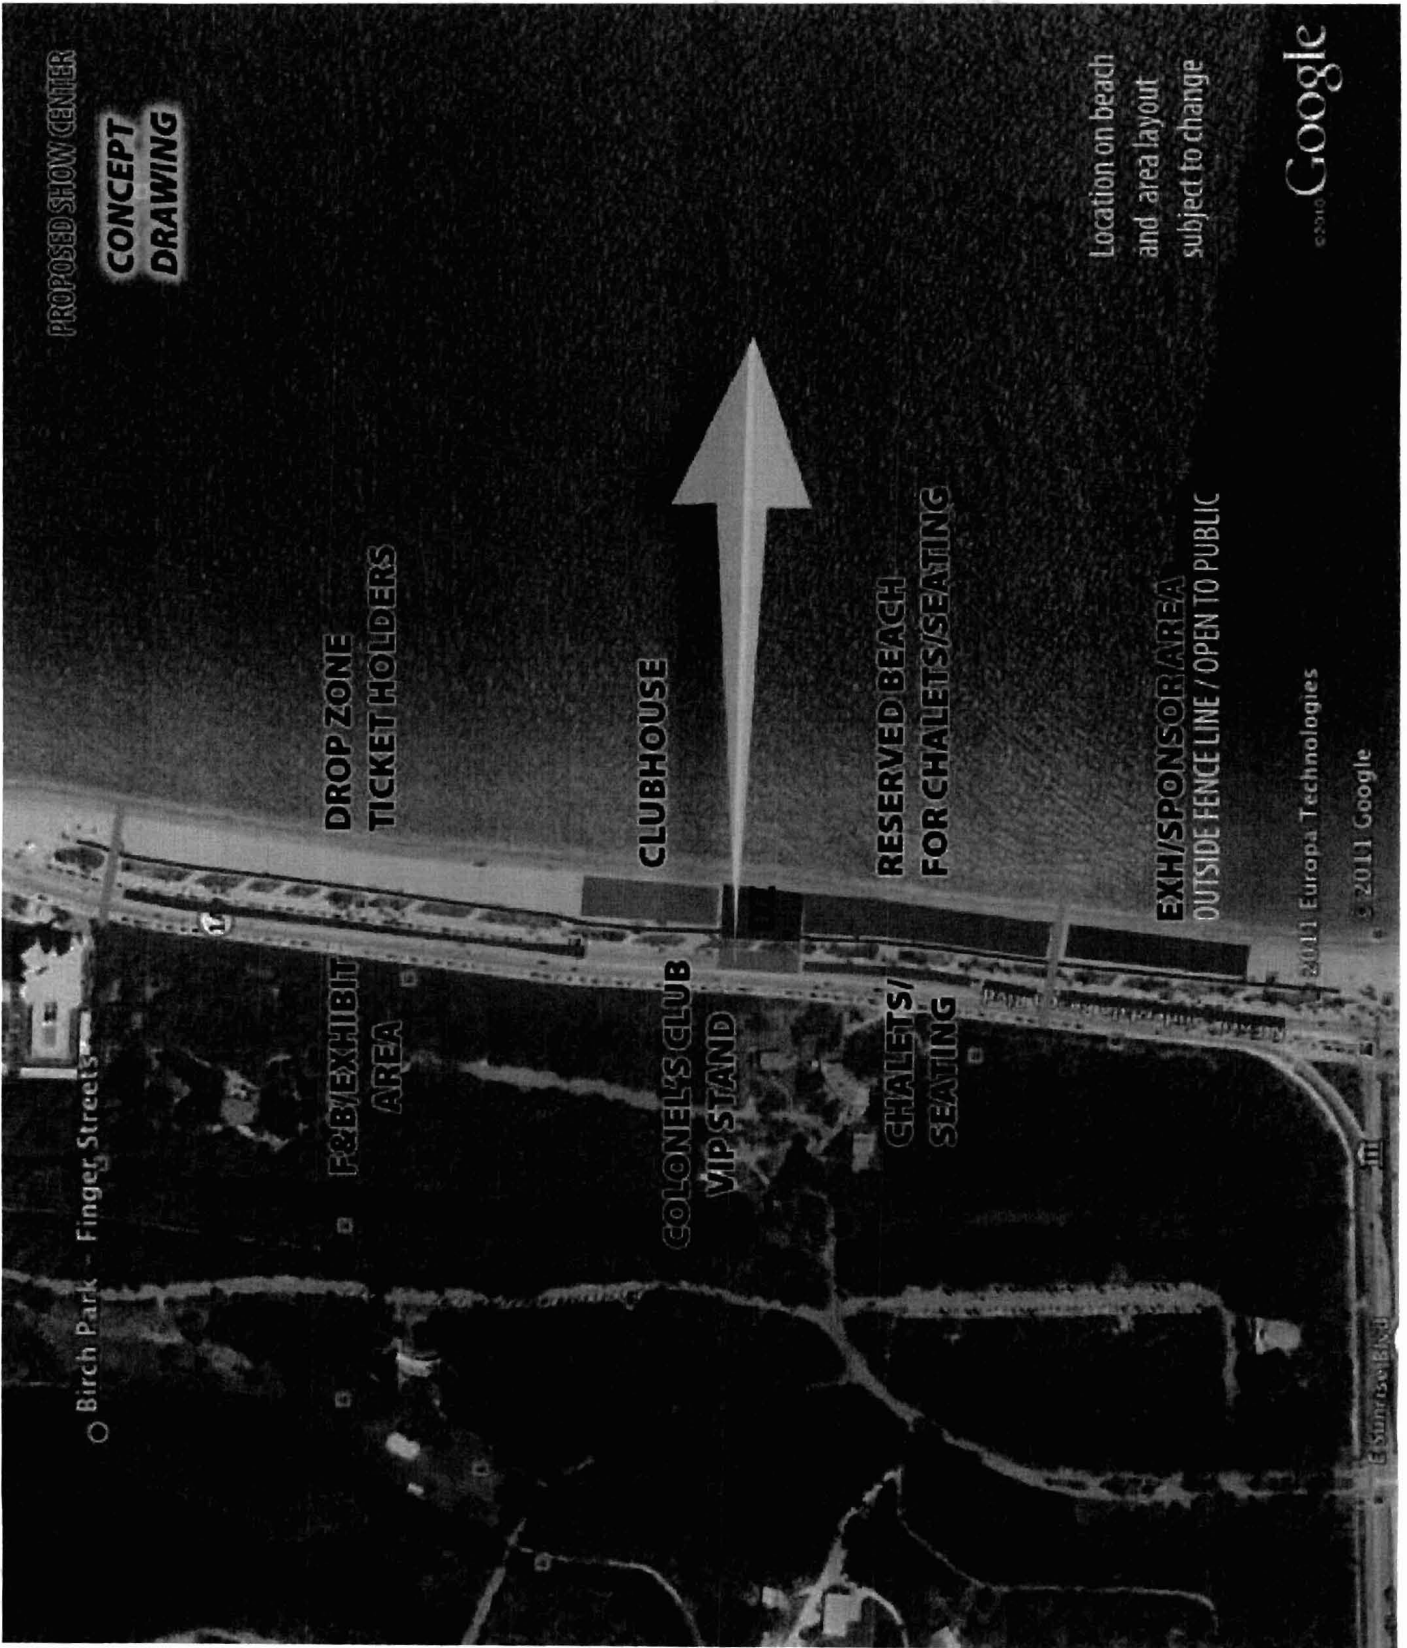 PROPOSED SHOW CENTER
CONCEPT
DRAWING
Birch Park - Finger Streets
F&B/EXHIBIT
AREA
DROP ZONE
TICKET HOLDERS
CLUBHOUSE
COLONEL'S CLUB
VIP STAND
CHALETS/
SEATING
RESERVED BEACH
FOR CHALETS/SEATING
EXH/SPONSOR/AREA
OUTSIDE FENCE LINE / OPEN TO PUBLIC
Location on beach
and area layout
subject to change
E Sunrise Blvd
2011 Europa Technologies
© 2011 Google
©2010 Google